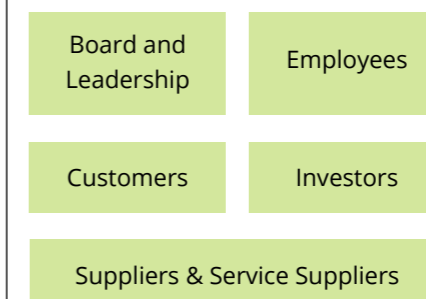 Board and
Leadership
Employees
Customers
Investors
Suppliers & Service Suppliers